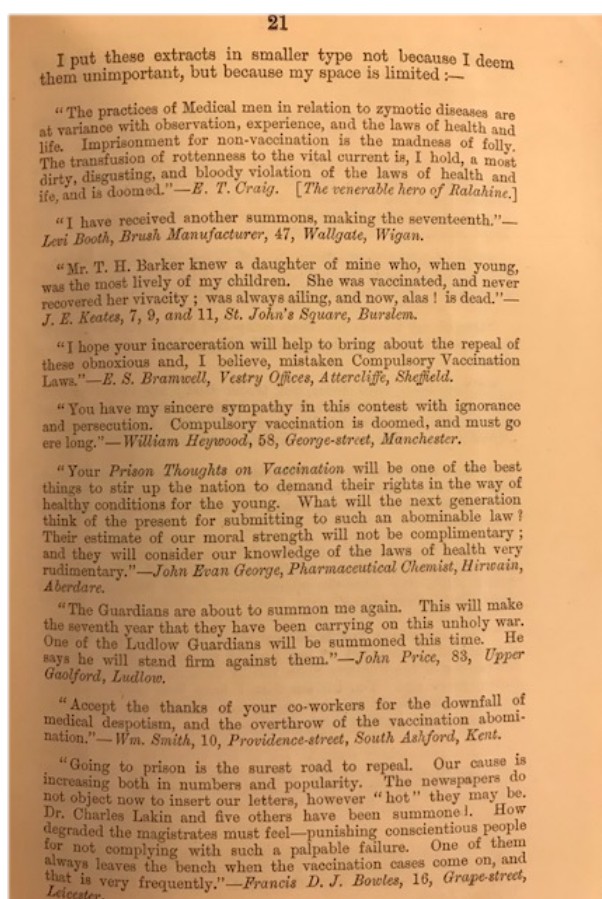 21
I put these extracts in smaller type not because I deem
them unimportant, but because my space is limited :—
“The practices of Medical men in relation to zymotic diseases are
at variance with observation, experience, and the laws of health and
life. Imprisonment for non-vaccination is the madness of folly.
The transfusion of rottenness to the vital current is, I hold, a most
dirty, disgusting, and bloody violation of the laws of health and
ife, and is doomed.”—E. T. Craig. [The venerable hero of Ralahine.]
“I have received another summons, making the seventeenth.”—
Levi Booth, Brush Manufacturer, 47, Wallgate, Wigan.
“Mr. T. H. Barker knew a daughter of mine who, when young,
was the most lively of my children. She was vaccinated, and never
recovered her vivacity ; was always ailing, and now, alas ! is dead.”—
J. E. Keates, 7, 9, and 11, St. John's Square, Burslem.
“I hope your incarceration will help to bring about the repeal of
these obnoxious and, I believe, mistaken Compulsory Vaccination
Laws.”—E. S. Bramwell, Vestry Offices, Attercliffe, Sheffield.
“You have my sincere sympathy in this contest with ignorance
and persecution. Compulsory vaccination is doomed, and must go
ere long.”—William Heywood, 58, George-street, Manchester.
“Your Prison Thoughts on Vaccination will be one of the best
things to stir up the nation to demand their rights in the way of
healthy conditions for the young. What will the next generation
think of the present for submitting to such an abominable law ?
Their estimate of our moral strength will not be complimentary ;
and they will consider our knowledge of the laws of health very
rudimentary.”—John Evan George, Pharmaceutical Chemist, Hirwain,
Aberdare.
“The Guardians are about to summon me again. This will make
the seventh year that they have been carrying on this unholy war.
One of the Ludlow Guardians will be summoned this time. He
says he will stand firm against them.”—John Price, 83, Upper
Gaolford, Ludlow.
“Accept the thanks of your co-workers for the downfall of
medical despotism, and the overthrow of the vaccination abomi-
nation.”—Wm. Smith, 10, Providence-street, South Ashford, Kent.
“Going to prison is the surest road to repeal. Our cause is
increasing both in numbers and popularity. The newspapers do
not object now to insert our letters, however “hot” they may be.
Dr. Charles Lakin and five others have been summonel. How
degraded the magistrates must feel—punishing conscientious people
for not complying with such a palpable failure. One of them
always leaves the bench when the vaccination cases come on, and
that is very frequently.”—Francis D. J. Bowles, 16, Grape-street,
Leicester.